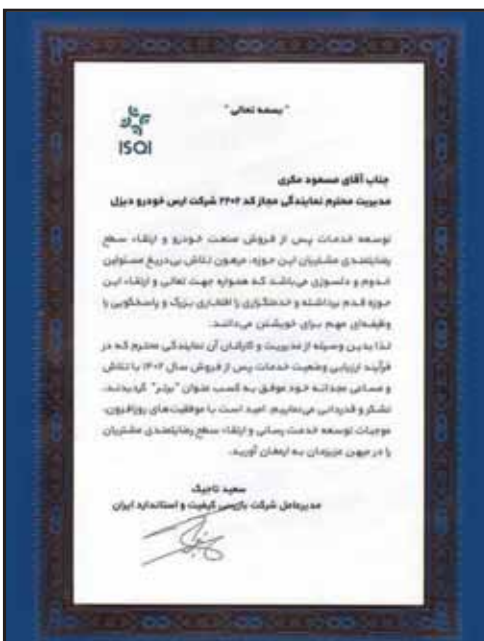 "بسمه تعالی"
ISQI
جناب آقای مسعود مکری
مدیریت محترم نمایندگی مجاز کد ۲۲۰۲ شرکت ارس خودرو دیزل
توسعه خدمات پس از فروش صنعت خودرو و ارتقاء سطح
رضایتمندی مشتریان این حوزه، مرهون تلاش بی‌دریغ مسئولین
خدوم و دلسوزی می‌باشد که همواره جهت تعالی و ارتقاء این
حوزه قدم برداشته و خدمتگزاری را افتخاری بزرگ و پاسخگویی را
وظیفه‌ای مهم برای خویشتن می‌دانند.
لذا بدین وسیله از مدیریت و کارکنان آن نمایندگی محترم که در
فرآیند ارزیابی وضعیت خدمات پس از فروش سال ۱۴۰۲ با تلاش
و مساعی مجدانه خود موفق به کسب عنوان "برتر" گردیدند،
تشکر و قدردانی می‌نماییم. امید است با موفقیت‌های روزافزون،
موجبات توسعه خدمت رسانی و ارتقاء سطح رضایتمندی مشتریان
را در میهن عزیزمان به ارمغان آورید.
سعید تاجیک
مدیرعامل شرکت بازرسی کیفیت و استاندارد ایران